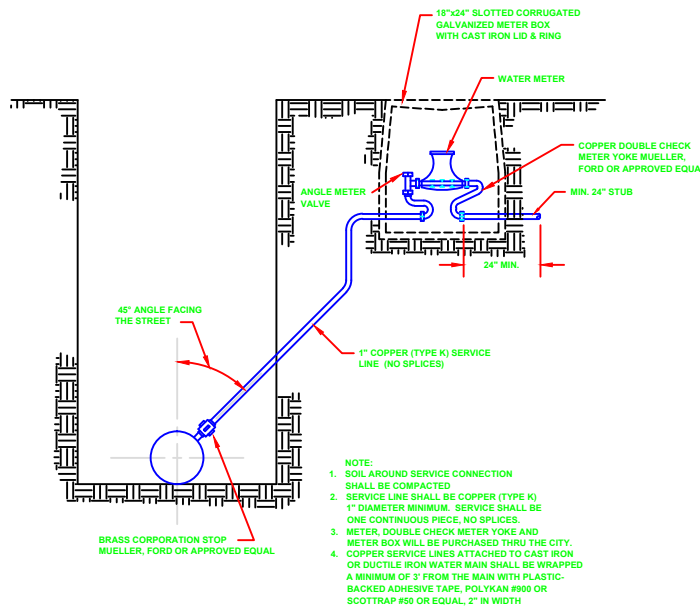 18"x24" SLOTTED CORRUGATED
GALVANIZED METER BOX
WITH CAST IRON LID & RING
WATER METER
COPPER DOUBLE CHECK
METER YOKE MUELLER,
FORD OR APPROVED EQUA
ANGLE METER
VALVE
MIN. 24" STUB
24" MIN.
45° ANGLE FACING
THE STREET
1" COPPER (TYPE K) SERVICE
LINE (NO SPLICES)
BRASS CORPORATION STOP
MUELLER, FORD OR APPROVED EQUAL
NOTE:
1. SOIL AROUND SERVICE CONNECTION
SHALL BE COMPACTED
2. SERVICE LINE SHALL BE COPPER (TYPE K)
1" DIAMETER MINIMUM. SERVICE SHALL BE
ONE CONTINUOUS PIECE, NO SPLICES.
3. METER, DOUBLE CHECK METER YOKE AND
METER BOX WILL BE PURCHASED THRU THE CITY.
4. COPPER SERVICE LINES ATTACHED TO CAST IRON
OR DUCTILE IRON WATER MAIN SHALL BE WRAPPED
A MINIMUM OF 3' FROM THE MAIN WITH PLASTIC-
BACKED ADHESIVE TAPE, POLYKAN #900 OR
SCOTTRAP #50 OR EQUAL, 2" IN WIDTH